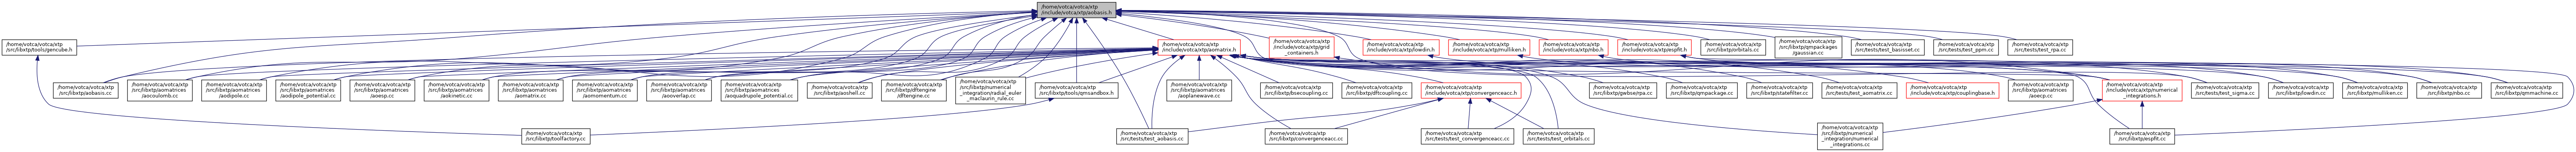 /home/votca/votca/xtp
/include/votca/xtp/aobasis.h
/home/votca/votca/xtp
/src/libxtp/tools/gencube.h
/home/votca/votca/xtp
/include/votca/xtp/aomatrix.h
/home/votca/votca/xtp
/include/votca/xtp/grid
_containers.h
/home/votca/votca/xtp
/include/votca/xtp/lowdin.h
/home/votca/votca/xtp
/include/votca/xtp/mulliken.h
/home/votca/votca/xtp
/include/votca/xtp/nbo.h
/home/votca/votca/xtp
/include/votca/xtp/espfit.h
/home/votca/votca/xtp
/src/libxtp/orbitals.cc
/home/votca/votca/xtp
/src/libxtp/qmpackages
/gaussian.cc
/home/votca/votca/xtp
/src/tests/test_basisset.cc
/home/votca/votca/xtp
/src/tests/test_ppm.cc
/home/votca/votca/xtp
/src/tests/test_rpa.cc
/home/votca/votca/xtp
/src/libxtp/aobasis.cc
/home/votca/votca/xtp
/src/libxtp/aomatrices
/aocoulomb.cc
/home/votca/votca/xtp
/src/libxtp/aomatrices
/aodipole.cc
/home/votca/votca/xtp
/src/libxtp/aomatrices
/aodipole_potential.cc
/home/votca/votca/xtp
/src/libxtp/aomatrices
/aoesp.cc
/home/votca/votca/xtp
/src/libxtp/aomatrices
/aokinetic.cc
/home/votca/votca/xtp
/src/libxtp/aomatrices
/aomatrix.cc
/home/votca/votca/xtp
/src/libxtp/aomatrices
/aomomentum.cc
/home/votca/votca/xtp
/src/libxtp/aomatrices
/aooverlap.cc
/home/votca/votca/xtp
/src/libxtp/aomatrices
/aoquadrupole_potential.cc
/home/votca/votca/xtp
/src/libxtp/aoshell.cc
/home/votca/votca/xtp
/src/libxtp/dftengine
/dftengine.cc
/home/votca/votca/xtp
/src/libxtp/numerical
_integration/radial_euler
_maclaurin_rule.cc
/home/votca/votca/xtp
/src/libxtp/tools/qmsandbox.h
/home/votca/votca/xtp
/src/libxtp/aomatrices
/aoplanewave.cc
/home/votca/votca/xtp
/src/libxtp/bsecoupling.cc
/home/votca/votca/xtp
/src/libxtp/dftcoupling.cc
/home/votca/votca/xtp
/include/votca/xtp/convergenceacc.h
/home/votca/votca/xtp
/src/libxtp/gwbse/rpa.cc
/home/votca/votca/xtp
/src/libxtp/qmpackage.cc
/home/votca/votca/xtp
/src/libxtp/statefilter.cc
/home/votca/votca/xtp
/src/tests/test_aomatrix.cc
/home/votca/votca/xtp
/include/votca/xtp/couplingbase.h
/home/votca/votca/xtp
/src/libxtp/aomatrices
/aoecp.cc
/home/votca/votca/xtp
/include/votca/xtp/numerical
_integrations.h
/home/votca/votca/xtp
/src/tests/test_sigma.cc
/home/votca/votca/xtp
/src/libxtp/lowdin.cc
/home/votca/votca/xtp
/src/libxtp/mulliken.cc
/home/votca/votca/xtp
/src/libxtp/nbo.cc
/home/votca/votca/xtp
/src/libxtp/qmmachine.cc
/home/votca/votca/xtp
/src/libxtp/toolfactory.cc
/home/votca/votca/xtp
/src/tests/test_aobasis.cc
/home/votca/votca/xtp
/src/libxtp/convergenceacc.cc
/home/votca/votca/xtp
/src/tests/test_convergenceacc.cc
/home/votca/votca/xtp
/src/tests/test_orbitals.cc
/home/votca/votca/xtp
/src/libxtp/numerical
_integration/numerical
_integrations.cc
/home/votca/votca/xtp
/src/libxtp/espfit.cc